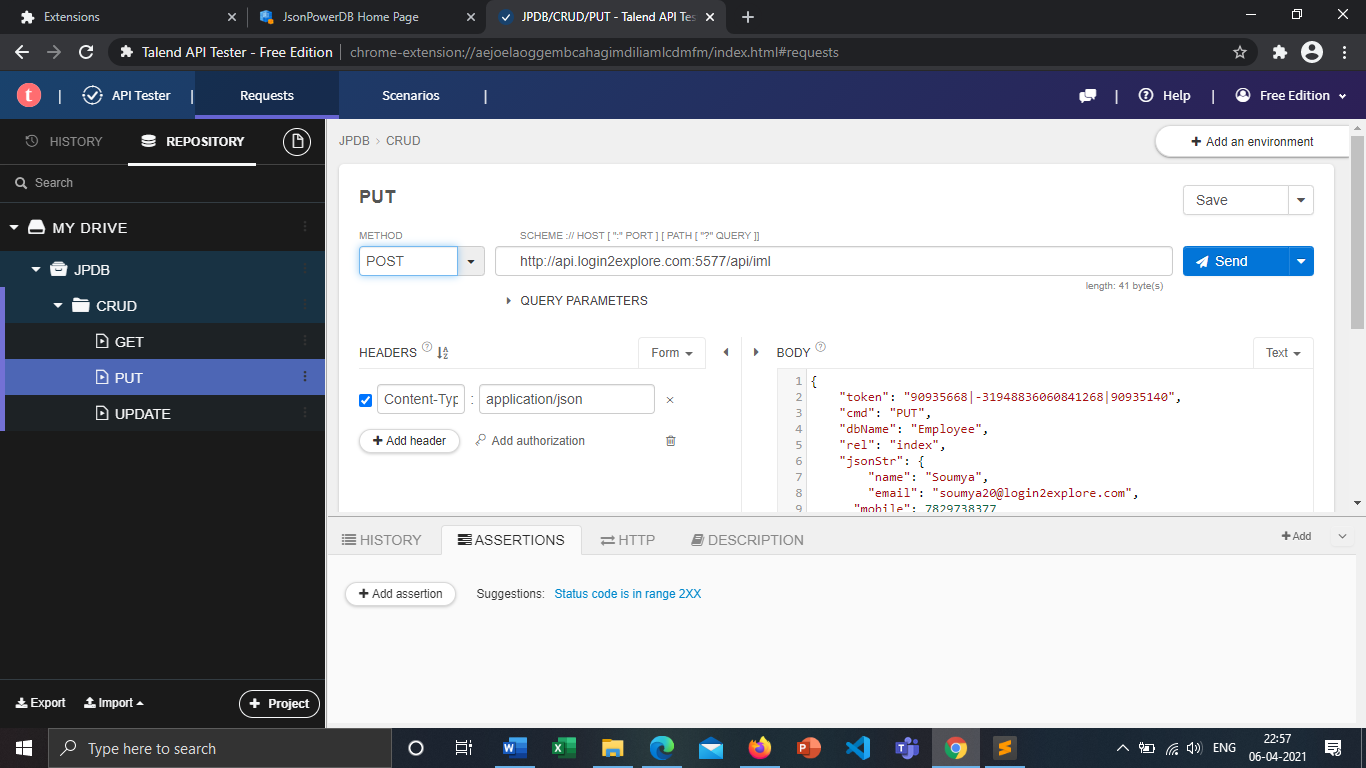 Extensions
JsonPowerDB Home Page
JPDB/CRUD/PUT - Talend API Tes
Talend API Tester - Free Edition
chrome-extension://aejoelaoggembcahagimdiliamlcdmfm/index.html#requests
t | API Tester | Requests Scenarios | | Help | Free Edition
HISTORY REPOSITORY
Search
MY DRIVE
JPDB
CRUD
GET
PUT
UPDATE
Export Import + Project
JPDB › CRUD
+ Add an environment
PUT
Save
METHOD
SCHEME :// HOST [ ":" PORT ] [ PATH [ "?" QUERY ]]
POST
http://api.login2explore.com:5577/api/iml
Send
length: 41 byte(s)
QUERY PARAMETERS
HEADERS ? Form
Content-Typ : application/json ×
+ Add header Add authorization
BODY ? Text
1 {
2 "token": "90935668|-31948836060841268|90935140",
3 "cmd": "PUT",
4 "dbName": "Employee",
5 "rel": "index",
6 "jsonStr": {
7 "name": "Soumya",
8 "email": "soumya20@login2explore.com",
9 "mobile": 7829738377
HISTORY ASSERTIONS HTTP DESCRIPTION
+ Add
+ Add assertion Suggestions: Status code is in range 2XX
Type here to search
ENG
22:57
06-04-2021